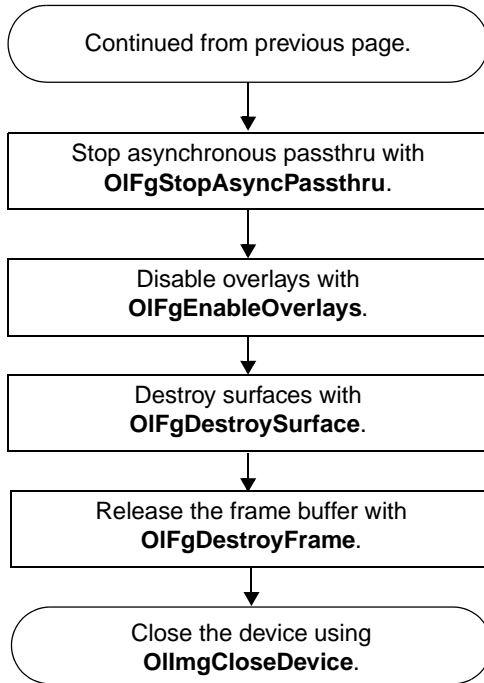 Continued from previous page.
Stop asynchronous passthru with
OlFgStopAsyncPassthru.
Disable overlays with
OlFgEnableOverlays.
Destroy surfaces with
OlFgDestroySurface.
Release the frame buffer with
OlFgDestroyFrame.
Close the device using
OlImgCloseDevice.